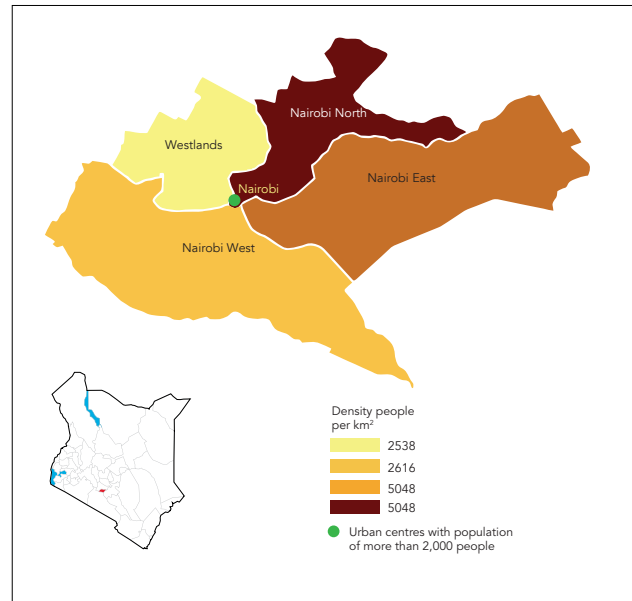 Nairobi North
Westlands
Nairobi East
Nairobi
Nairobi West
Density people
per km²
2538
2616
5048
5048
Urban centres with population
of more than 2,000 people